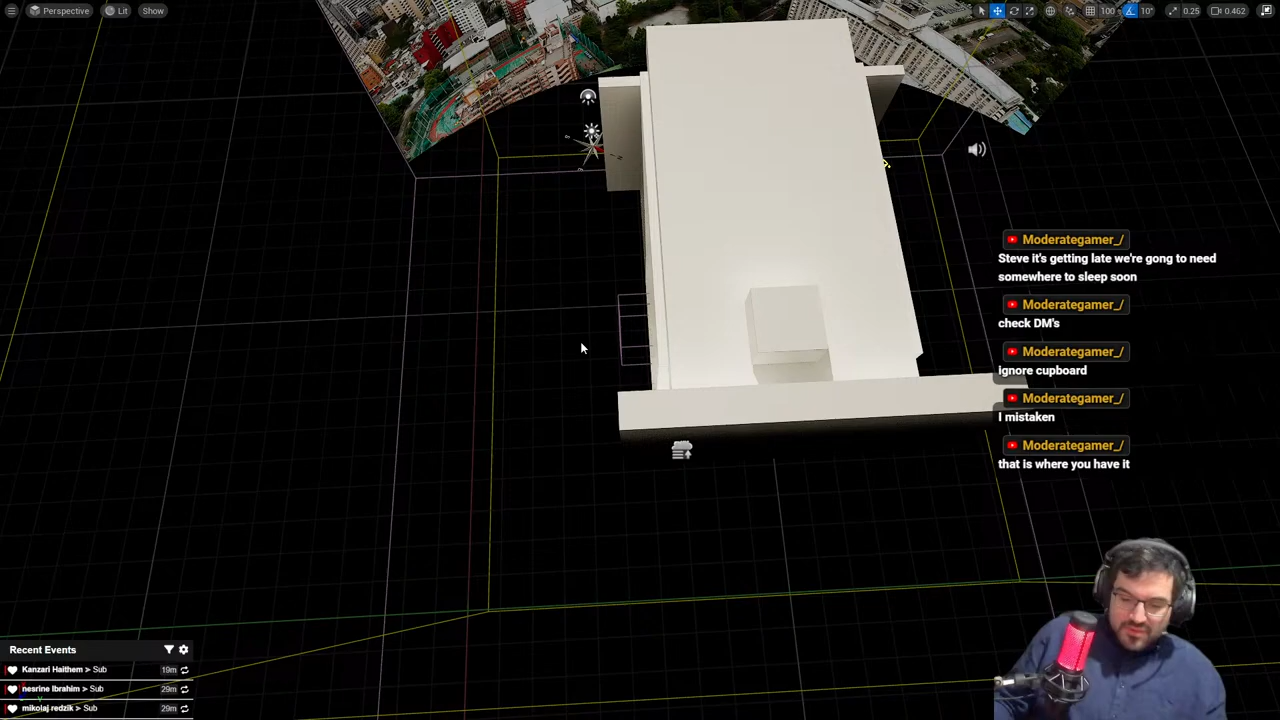 Perspective
Lit
Show
100
10°
0.25
0.462
Moderategamer_/
Steve it's getting late we're gong to need
somewhere to sleep soon
Moderategamer_/
check DM's
Moderategamer_/
ignore cupboard
Moderategamer_/
I mistaken
Moderategamer_/
that is where you have it
Recent Events
Kanzari Haithem > Sub
19m
nesrine Ibrahim > Sub
29m
mikolaj redzik > Sub
29m